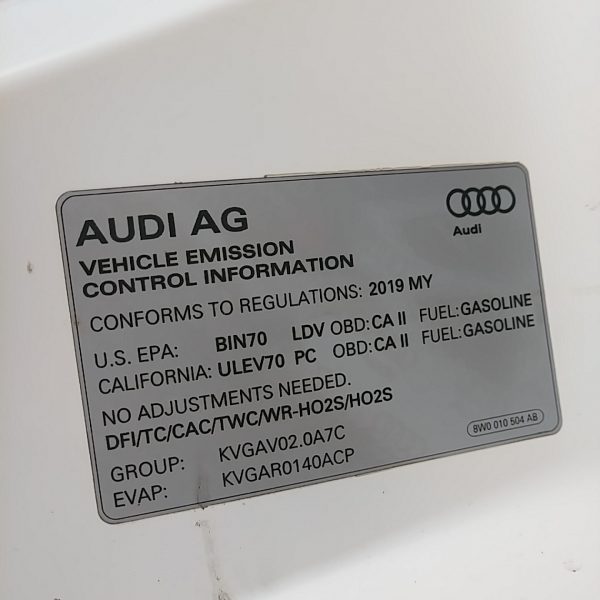 AUDI AG
Audi
VEHICLE EMISSION
CONTROL INFORMATION
CONFORMS TO REGULATIONS: 2019 MY
U.S. EPA: BIN70 LDV OBD: CA II FUEL: GASOLINE
CALIFORNIA: ULEV70 PC OBD: CA II FUEL: GASOLINE
NO ADJUSTMENTS NEEDED.
DFI/TC/CAC/TWC/WR-HO2S/HO2S
GROUP: KVGAV02.0A7C
EVAP: KVGAR0140ACP
8W0 010 504 AB